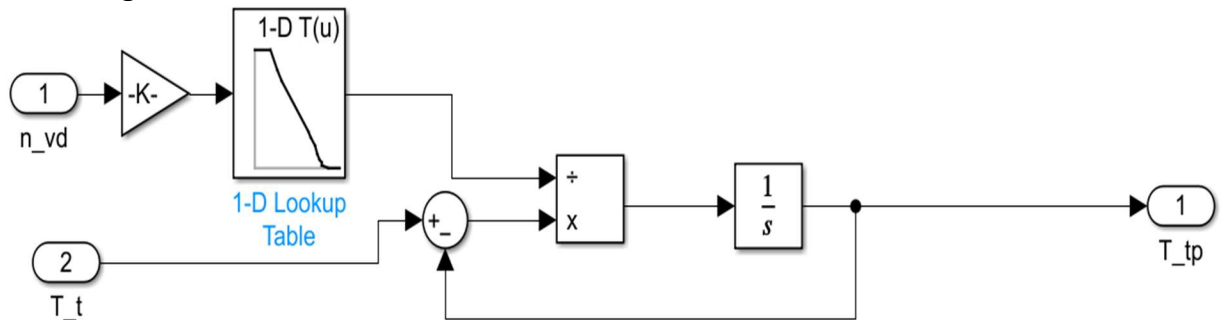 1-D T(u)
1
-K-
n_vd
÷
1-D Lookup
Table
+
_
x
1
s
1
T_tp
2
T_t